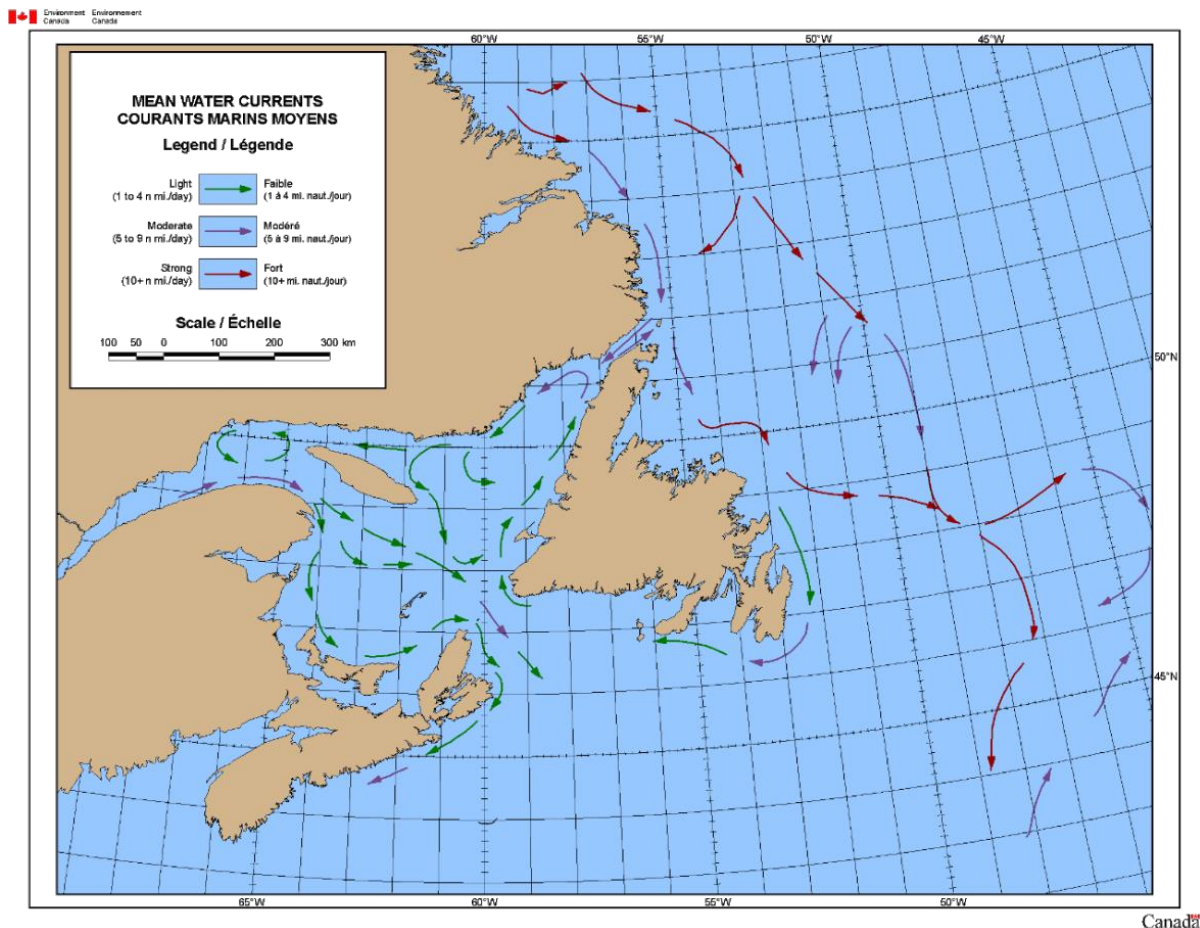 Environment Environnement
Canada Canada
60°W 55°W 50°W 45°W
MEAN WATER CURRENTS
COURANTS MARINS MOYENS
Legend / Légende
Light Faible
(1 to 4 n mi./day) (1 à 4 mi. naut./jour)
Moderate Modéré
(5 to 9 n mi./day) (5 à 9 mi. naut./jour)
Strong Fort
(10+ n mi./day) (10+ mi. naut./jour)
Scale / Échelle
100 50 0 100 200 300 km
50°N
45°N
65°W 60°W 55°W 50°W
Canada